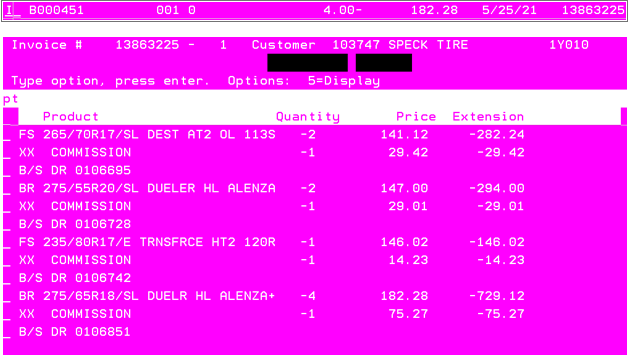 I_ B000451 001 0 4.00- 182.28 5/25/21 13863225
Invoice # 13863225 - 1 Customer 103747 SPECK TIRE 1Y010
Type option, press enter. Options: 5=Display
pt
Product Quantity Price Extension
_ FS 265/70R17/SL DEST AT2 OL 113S -2 141.12 -282.24
_ XX COMMISSION -1 29.42 -29.42
_ B/S DR 0106695
_ BR 275/55R20/SL DUELER HL ALENZA -2 147.00 -294.00
_ XX COMMISSION -1 29.01 -29.01
_ B/S DR 0106728
_ FS 235/80R17/E TRNSFRCE HT2 120R -1 146.02 -146.02
_ XX COMMISSION -1 14.23 -14.23
_ B/S DR 0106742
_ BR 275/65R18/SL DUELR HL ALENZA+ -4 182.28 -729.12
_ XX COMMISSION -1 75.27 -75.27
_ B/S DR 0106851